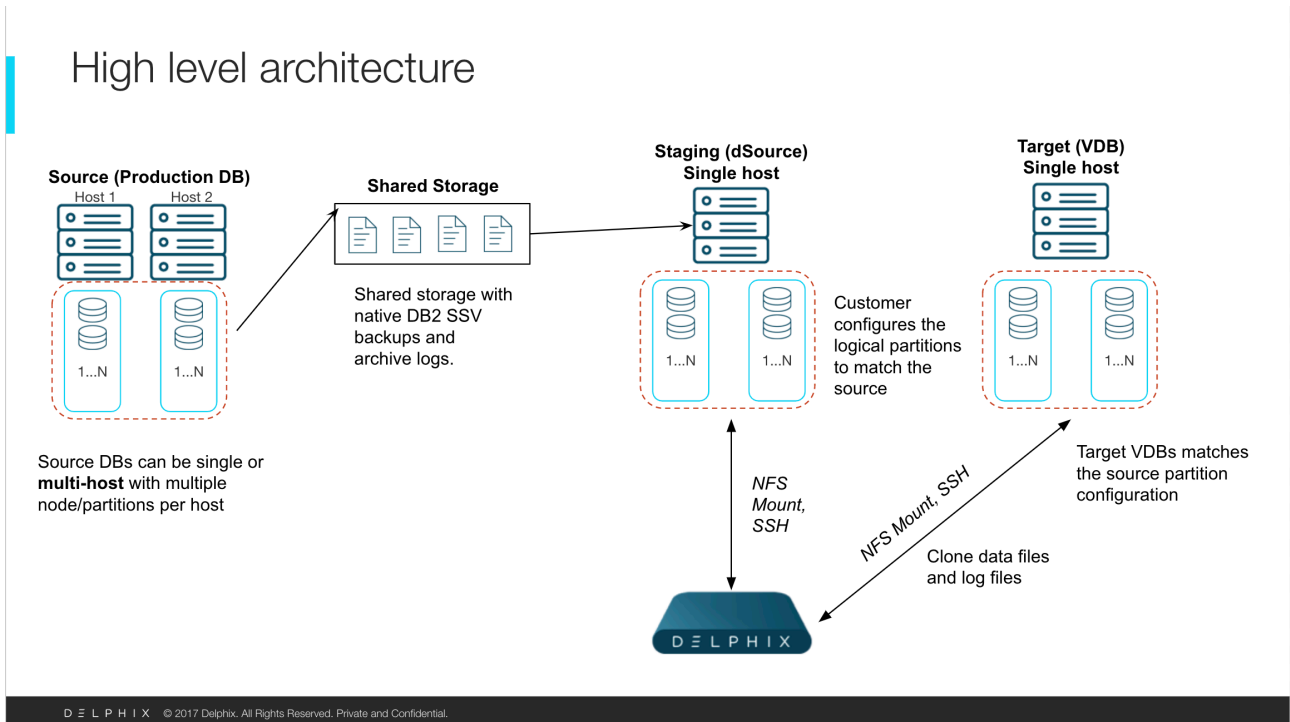 High level architecture
Source (Production DB)
Host 1
Host 2
1...N
1...N
Source DBs can be single or
multi-host with multiple
node/partitions per host
Shared Storage
Shared storage with
native DB2 SSV
backups and
archive logs.
Staging (dSource)
Single host
1...N
1...N
Customer
configures the
logical partitions
to match the
source
Target (VDB)
Single host
1...N
1...N
Target VDBs matches
the source partition
configuration
NFS
Mount,
SSH
NFS Mount, SSH
Clone data files
and log files
DELPHIX
DELPHIX © 2017 Delphix. All Rights Reserved. Private and Confidential.